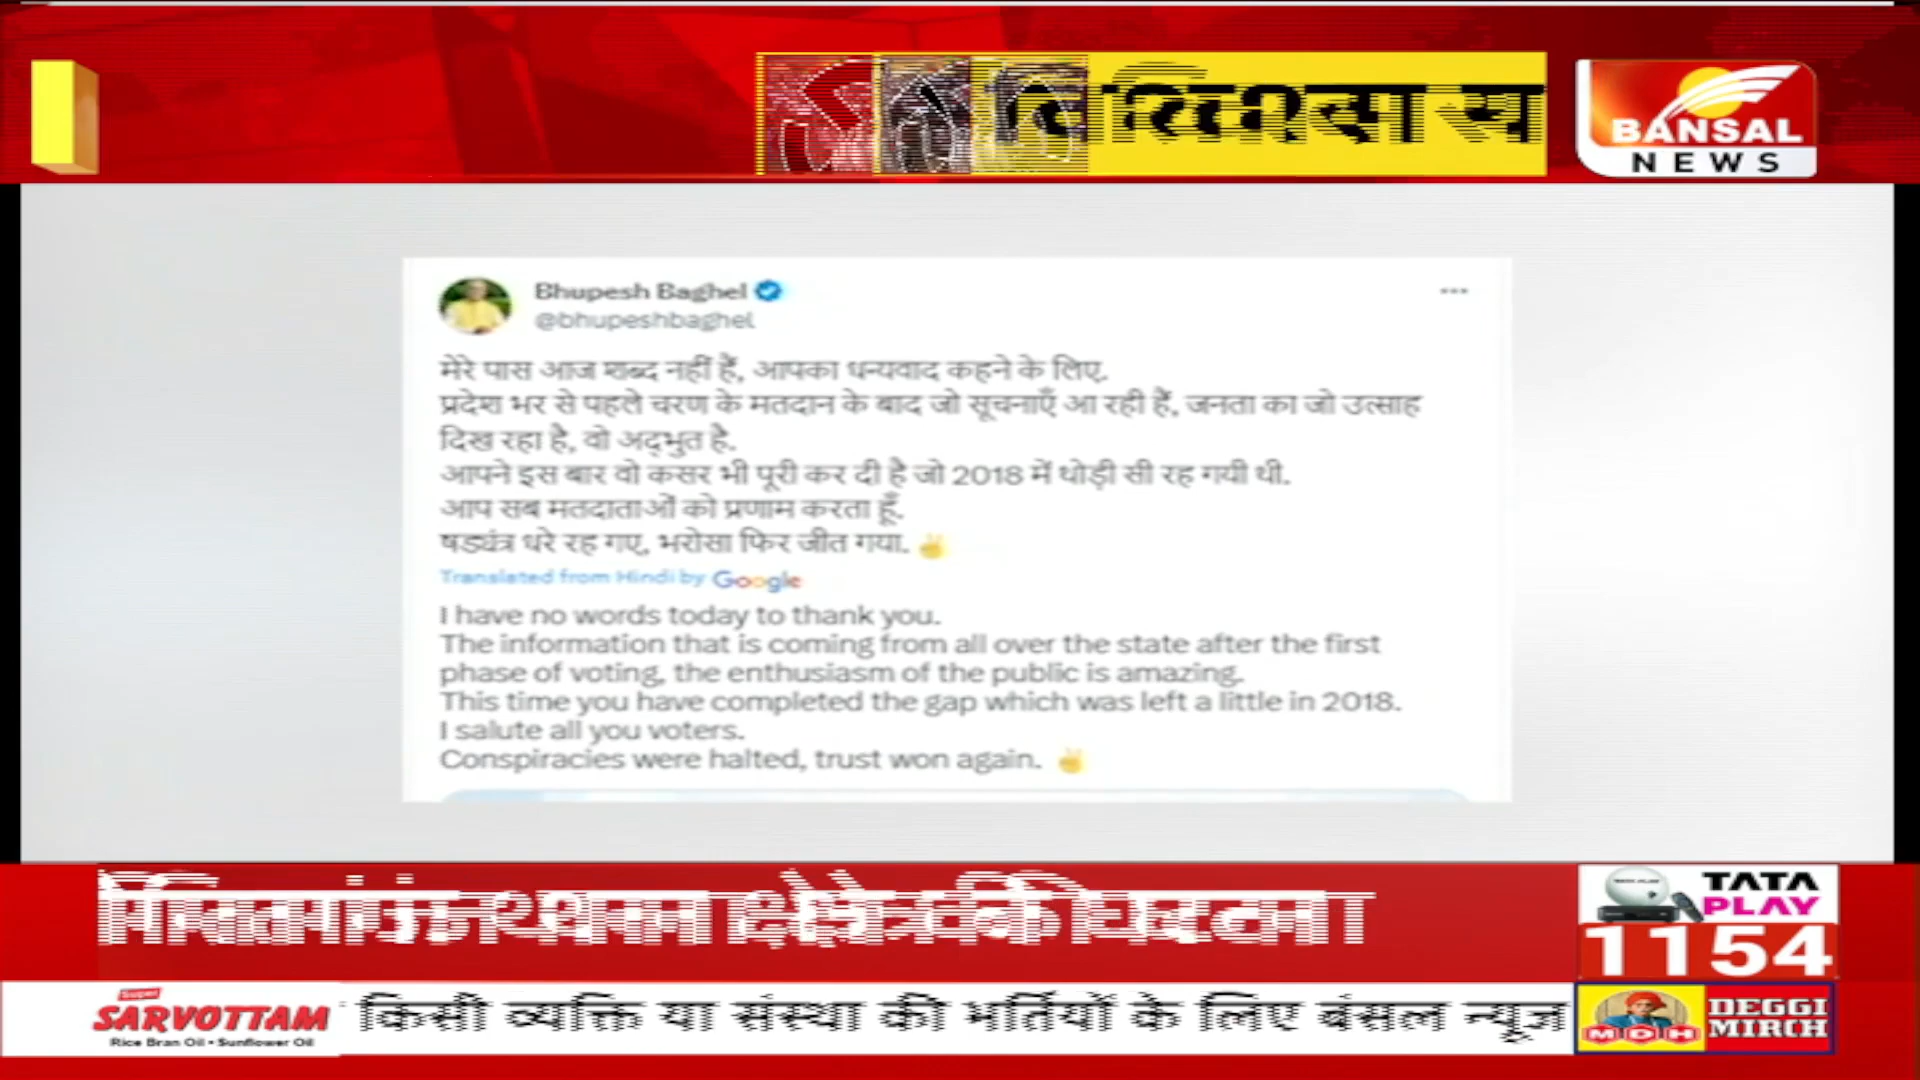 BANSAL
NEWS
Bhupesh Baghel
@bhupeshbaghel
मेरे पास आज शब्द नहीं हैं, आपका धन्यवाद कहने के लिए.
प्रदेश भर से पहले चरण के मतदान के बाद जो सूचनाएँ आ रही हैं, जनता का जो उत्साह
दिख रहा है, वो अद्भुत है.
आपने इस बार वो कसर भी पूरी कर दी है जो 2018 में थोड़ी सी रह गयी थी.
आप सब मतदाताओं को प्रणाम करता हूँ.
षड्यंत्र धरे रह गए, भरोसा फिर जीत गया. ✌
Translated from Hindi by Google
I have no words today to thank you.
The information that is coming from all over the state after the first
phase of voting, the enthusiasm of the public is amazing.
This time you have completed the gap which was left a little in 2018.
I salute all you voters.
Conspiracies were halted, trust won again. ✌
TATA
PLAY
1154
Super
SARVOTTAM
Rice Bran Oil • Sunflower Oil
किसी व्यक्ति या संस्था की भर्तियों के लिए बंसल न्यूज
MDH
DEGGI
MIRCH